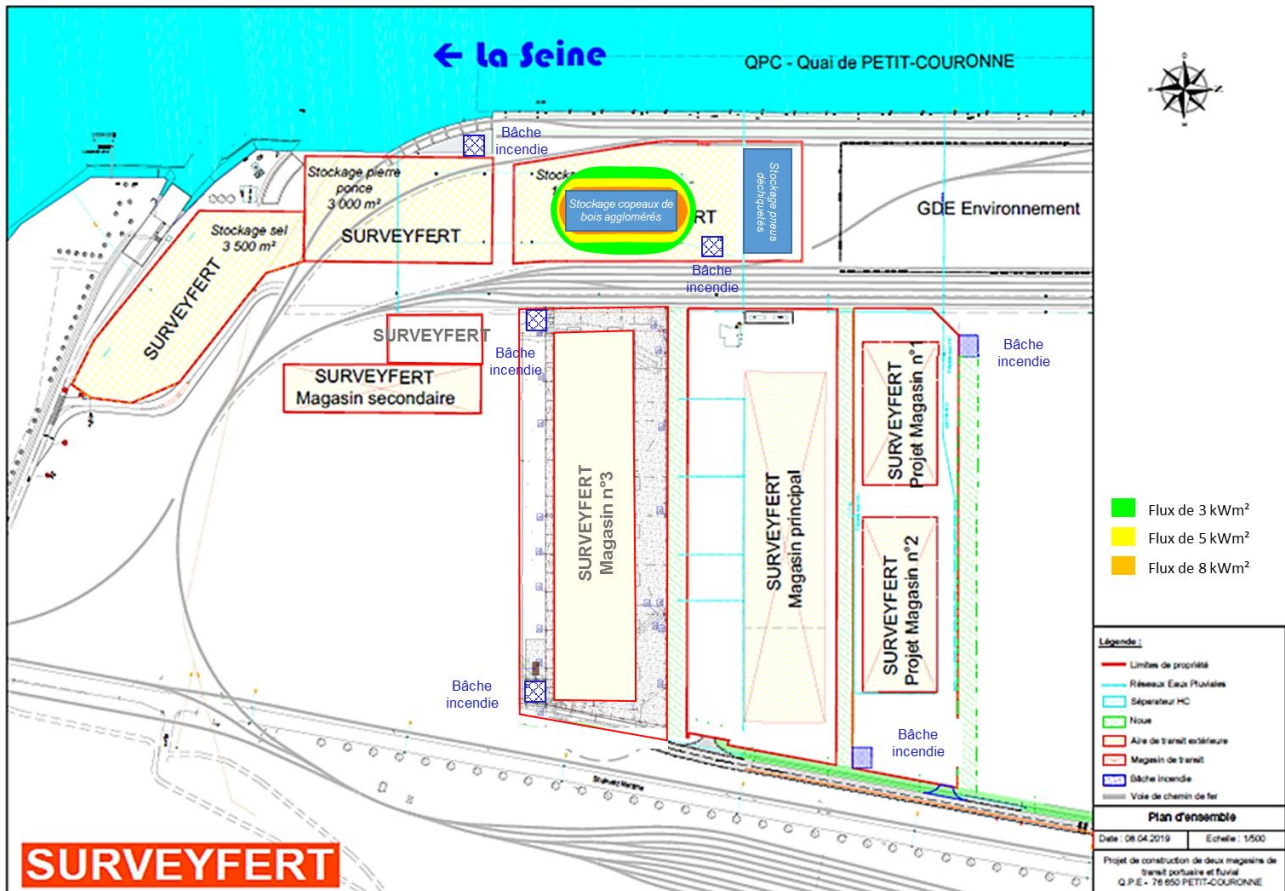 ← La Seine
QPC - Quai de PETIT-COURONNE
Bâche
incendie
Stockage pierre
ponce
3 000 m²
SURVEYFERT
Stockage sel
3 500 m²
SURVEYFERT
Stockage copeaux de
bois agglomérés
Stockage pneus
déchiquetés
Bâche
incendie
GDE Environnement
SURVEYFERT
SURVEYFERT
Magasin secondaire
Bâche
incendie
SURVEYFERT
Magasin n°3
SURVEYFERT
Magasin principal
SURVEYFERT
Projet Magasin n°1
SURVEYFERT
Projet Magasin n°2
Bâche
incendie
Bâche
incendie
Bâche
incendie
Flux de 3 kWm²
Flux de 5 kWm²
Flux de 8 kWm²
Légende :
Limites de propriété
Réseaux Eaux Pluviales
Séparateur HC
Noue
Aire de transit extérieure
Magasin de transit
Bâche incendie
Voie de chemin de fer
Plan d'ensemble
Date : 08.04.2019
Echelle : 1/500
Projet de construction de deux magasins de
transit portuaire et fluvial
Q.P.E - 76 650 PETIT-COURONNE
SURVEYFERT